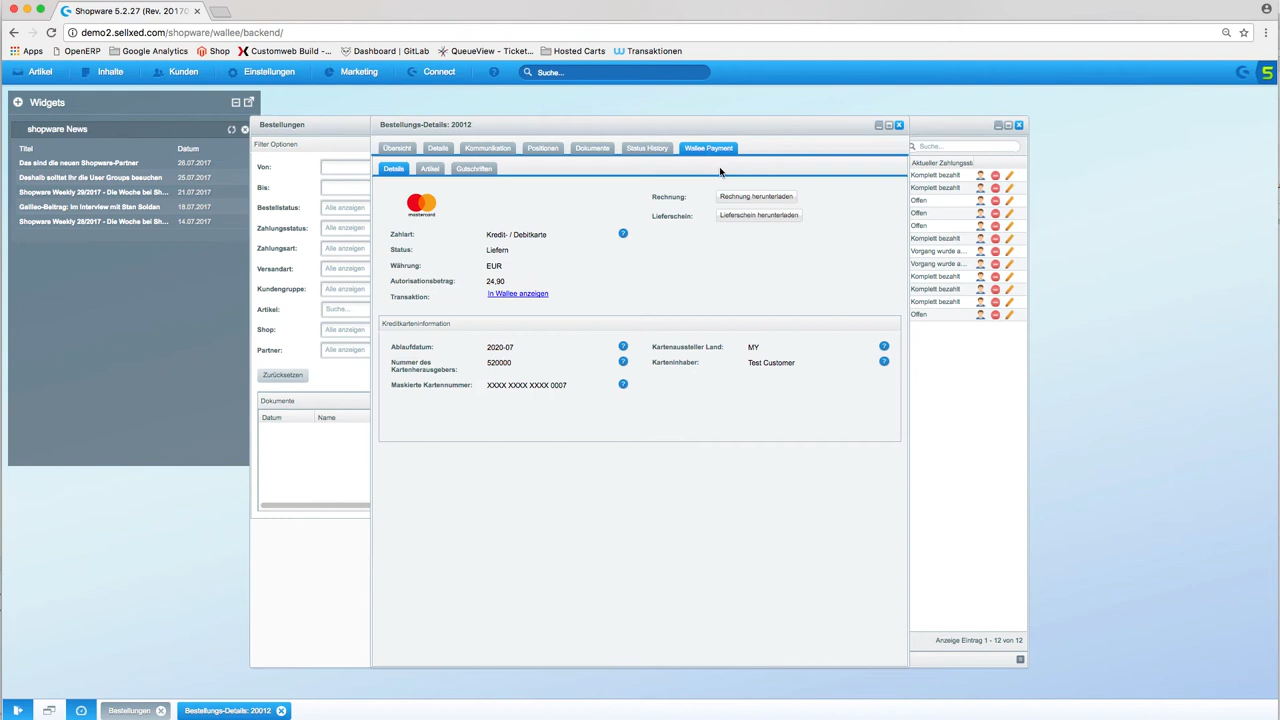 Shopware 5.2.27 (Rev. 20170
demo2.sellxed.com/shopware/wallee/backend/
Apps OpenERP Google Analytics Shop Customweb Build -... Dashboard | GitLab QueueView - Ticket... Hosted Carts Transaktionen
Artikel Inhalte Kunden Einstellungen Marketing Connect Suche...
Widgets
shopware News
Titel Datum
Das sind die neuen Shopware-Partner 26.07.2017
Deshalb solltest Ihr die User Groups besuchen 21.07.2017
Shopware Weekly 29/2017 - Die Woche bei Sh... 21.07.2017
Galileo-Beitrag: Im Interview mit Stan Soldan 18.07.2017
Shopware Weekly 28/2017 - Die Woche bei Sh... 14.07.2017
Bestellungen
Filter Optionen
Von:
Bis:
Bestellstatus: Alle anzeigen
Zahlungsstatus: Alle anzeigen
Zahlungsart: Alle anzeigen
Versandart: Alle anzeigen
Kundengruppe: Alle anzeigen
Artikel: Suche...
Shop: Alle anzeigen
Partner: Alle anzeigen
Zurücksetzen
Dokumente
Datum Name
Bestellungs-Details: 20012
Übersicht Details Kommunikation Positionen Dokumente Status History Wallee Payment
Details Artikel Gutschriften
mastercard
Rechnung: Rechnung herunterladen
Lieferschein: Lieferschein herunterladen
Zahlart: Kredit- / Debitkarte
Status: Liefern
Währung: EUR
Autorisationsbetrag: 24,90
Transaktion: In Wallee anzeigen
Kreditkarteninformation
Ablaufdatum: 2020-07
Kartenaussteller Land: MY
Nummer des Kartenherausgebers: 520000
Karteninhaber: Test Customer
Maskierte Kartennummer: XXXX XXXX XXXX 0007
Suche...
Aktueller Zahlungsst
Komplett bezahlt
Komplett bezahlt
Offen
Offen
Offen
Komplett bezahlt
Vorgang wurde a...
Vorgang wurde a...
Komplett bezahlt
Komplett bezahlt
Komplett bezahlt
Offen
Anzeige Eintrag 1 - 12 von 12
Bestellungen Bestellungs-Details: 20012